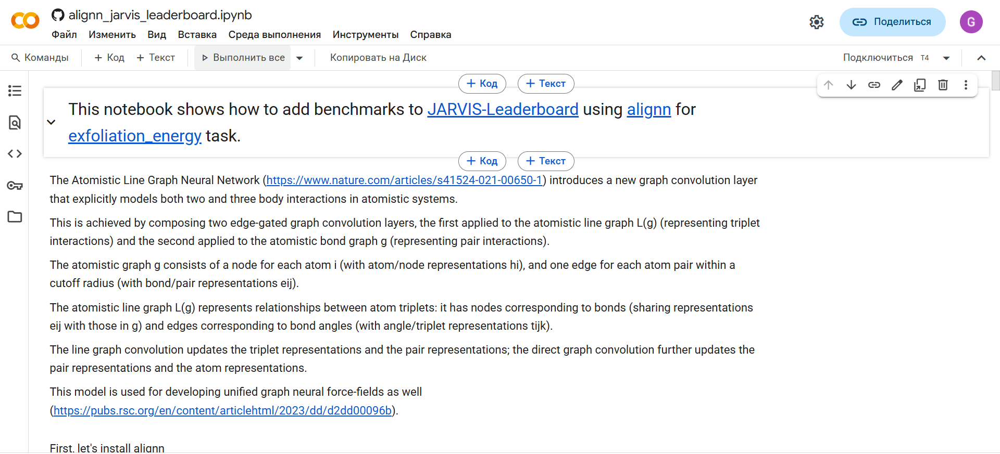 alignn_jarvis_leaderboard.ipynb
Файл Изменить Вид Вставка Среда выполнения Инструменты Справка
Поделиться
G
Команды + Код + Текст Выполнить все Копировать на Диск Подключиться T4
+ Код + Текст
This notebook shows how to add benchmarks to JARVIS-Leaderboard using alignn for
exfoliation_energy task.
+ Код + Текст
The Atomistic Line Graph Neural Network (https://www.nature.com/articles/s41524-021-00650-1) introduces a new graph convolution layer
that explicitly models both two and three body interactions in atomistic systems.
This is achieved by composing two edge-gated graph convolution layers, the first applied to the atomistic line graph L(g) (representing triplet
interactions) and the second applied to the atomistic bond graph g (representing pair interactions).
The atomistic graph g consists of a node for each atom i (with atom/node representations hi), and one edge for each atom pair within a
cutoff radius (with bond/pair representations eij).
The atomistic line graph L(g) represents relationships between atom triplets: it has nodes corresponding to bonds (sharing representations
eij with those in g) and edges corresponding to bond angles (with angle/triplet representations tijk).
The line graph convolution updates the triplet representations and the pair representations; the direct graph convolution further updates the
pair representations and the atom representations.
This model is used for developing unified graph neural force-fields as well
(https://pubs.rsc.org/en/content/articlehtml/2023/dd/d2dd00096b).
First, let's install alignn